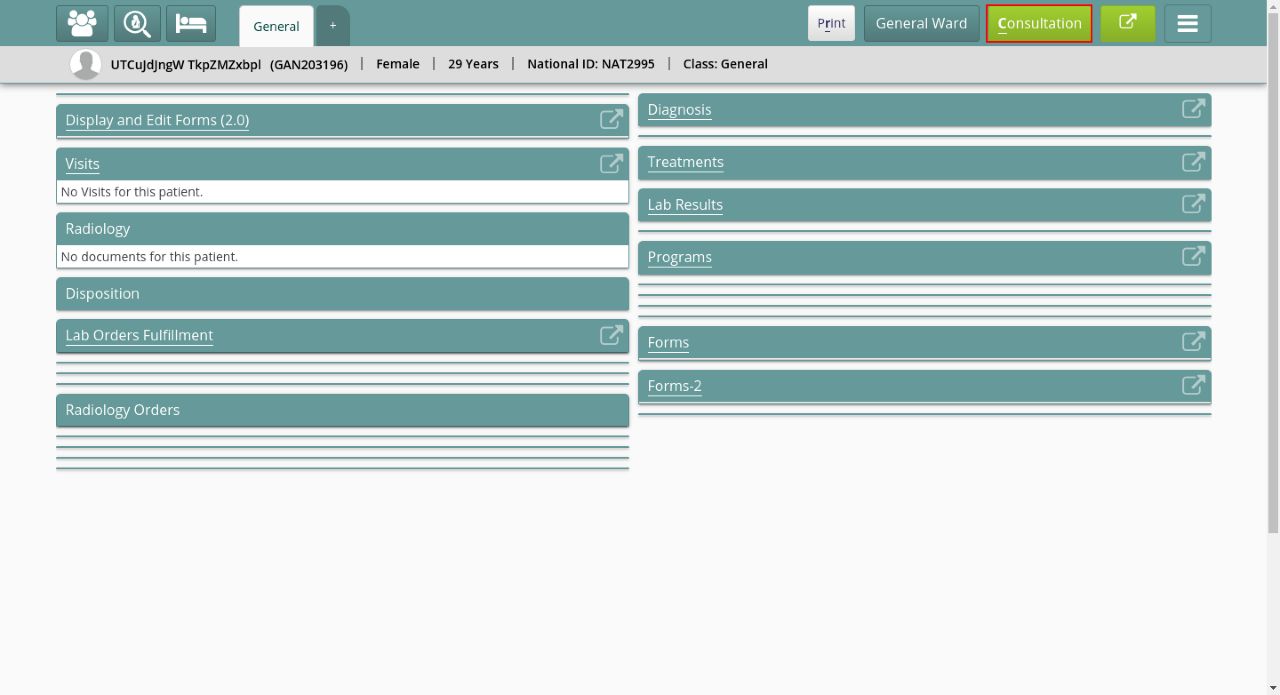 General
+
Print
General Ward
Consultation
UTCuJdJngW TkpZMZxbpl (GAN203196) | Female | 29 Years | National ID: NAT2995 | Class: General
Display and Edit Forms (2.0)
Visits
No Visits for this patient.
Radiology
No documents for this patient.
Disposition
Lab Orders Fulfillment
Radiology Orders
Diagnosis
Treatments
Lab Results
Programs
Forms
Forms-2